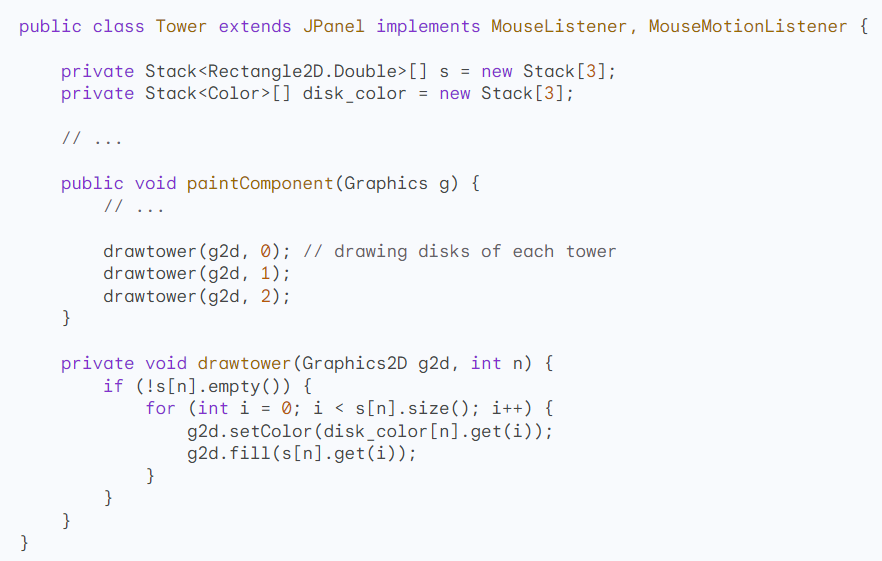 public class Tower extends JPanel implements MouseListener, MouseMotionListener {
private Stack<Rectangle2D.Double>[] s = new Stack[3];
private Stack<Color>[] disk_color = new Stack[3];
// ...
public void paintComponent(Graphics g) {
// ...
drawtower(g2d, 0); // drawing disks of each tower
drawtower(g2d, 1);
drawtower(g2d, 2);
}
private void drawtower(Graphics2D g2d, int n) {
if (!s[n].empty()) {
for (int i = 0; i < s[n].size(); i++) {
g2d.setColor(disk_color[n].get(i));
g2d.fill(s[n].get(i));
}
}
}
}